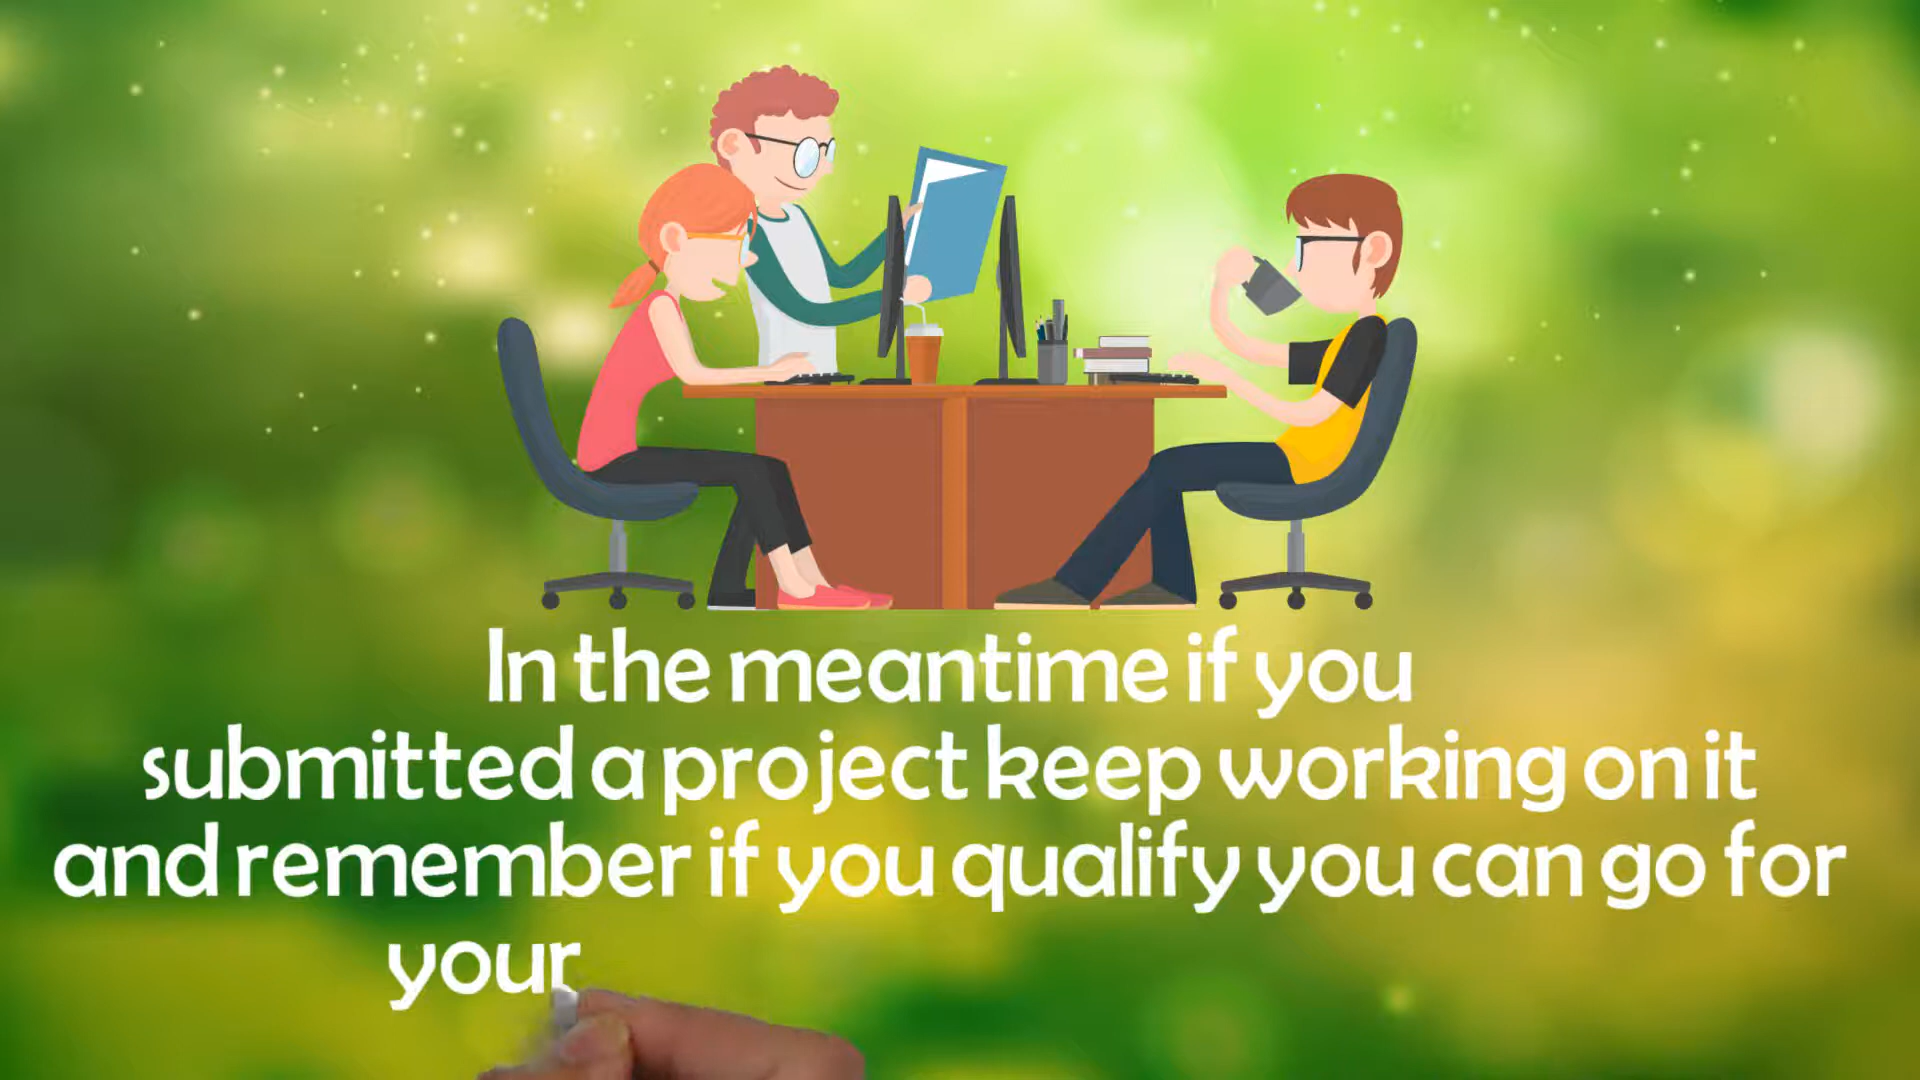 In the meantime if you
submitted a project keep working on it
and remember if you qualify you can go for
your